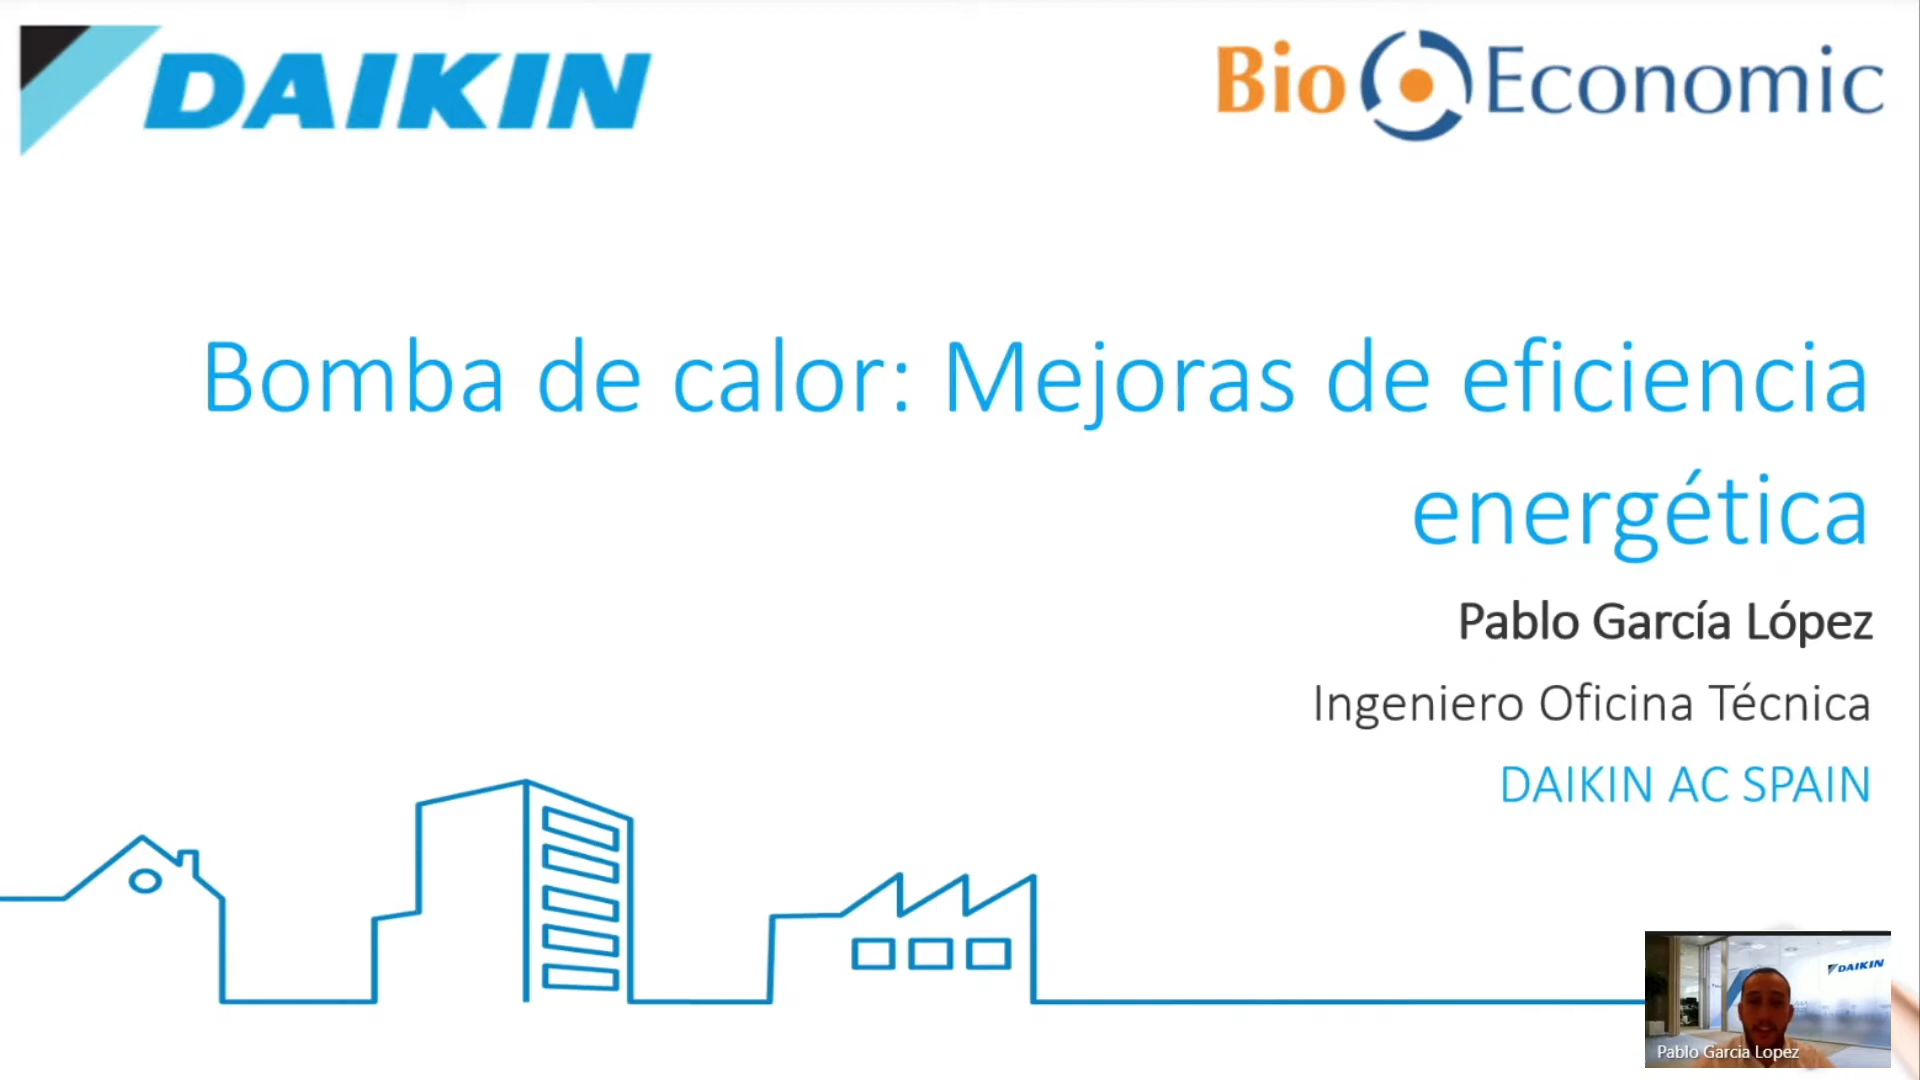 DAIKIN
Bio Economic
Bomba de calor: Mejoras de eficiencia
energética
Pablo García López
Ingeniero Oficina Técnica
DAIKIN AC SPAIN
DAIKIN
Pablo Garcia Lopez